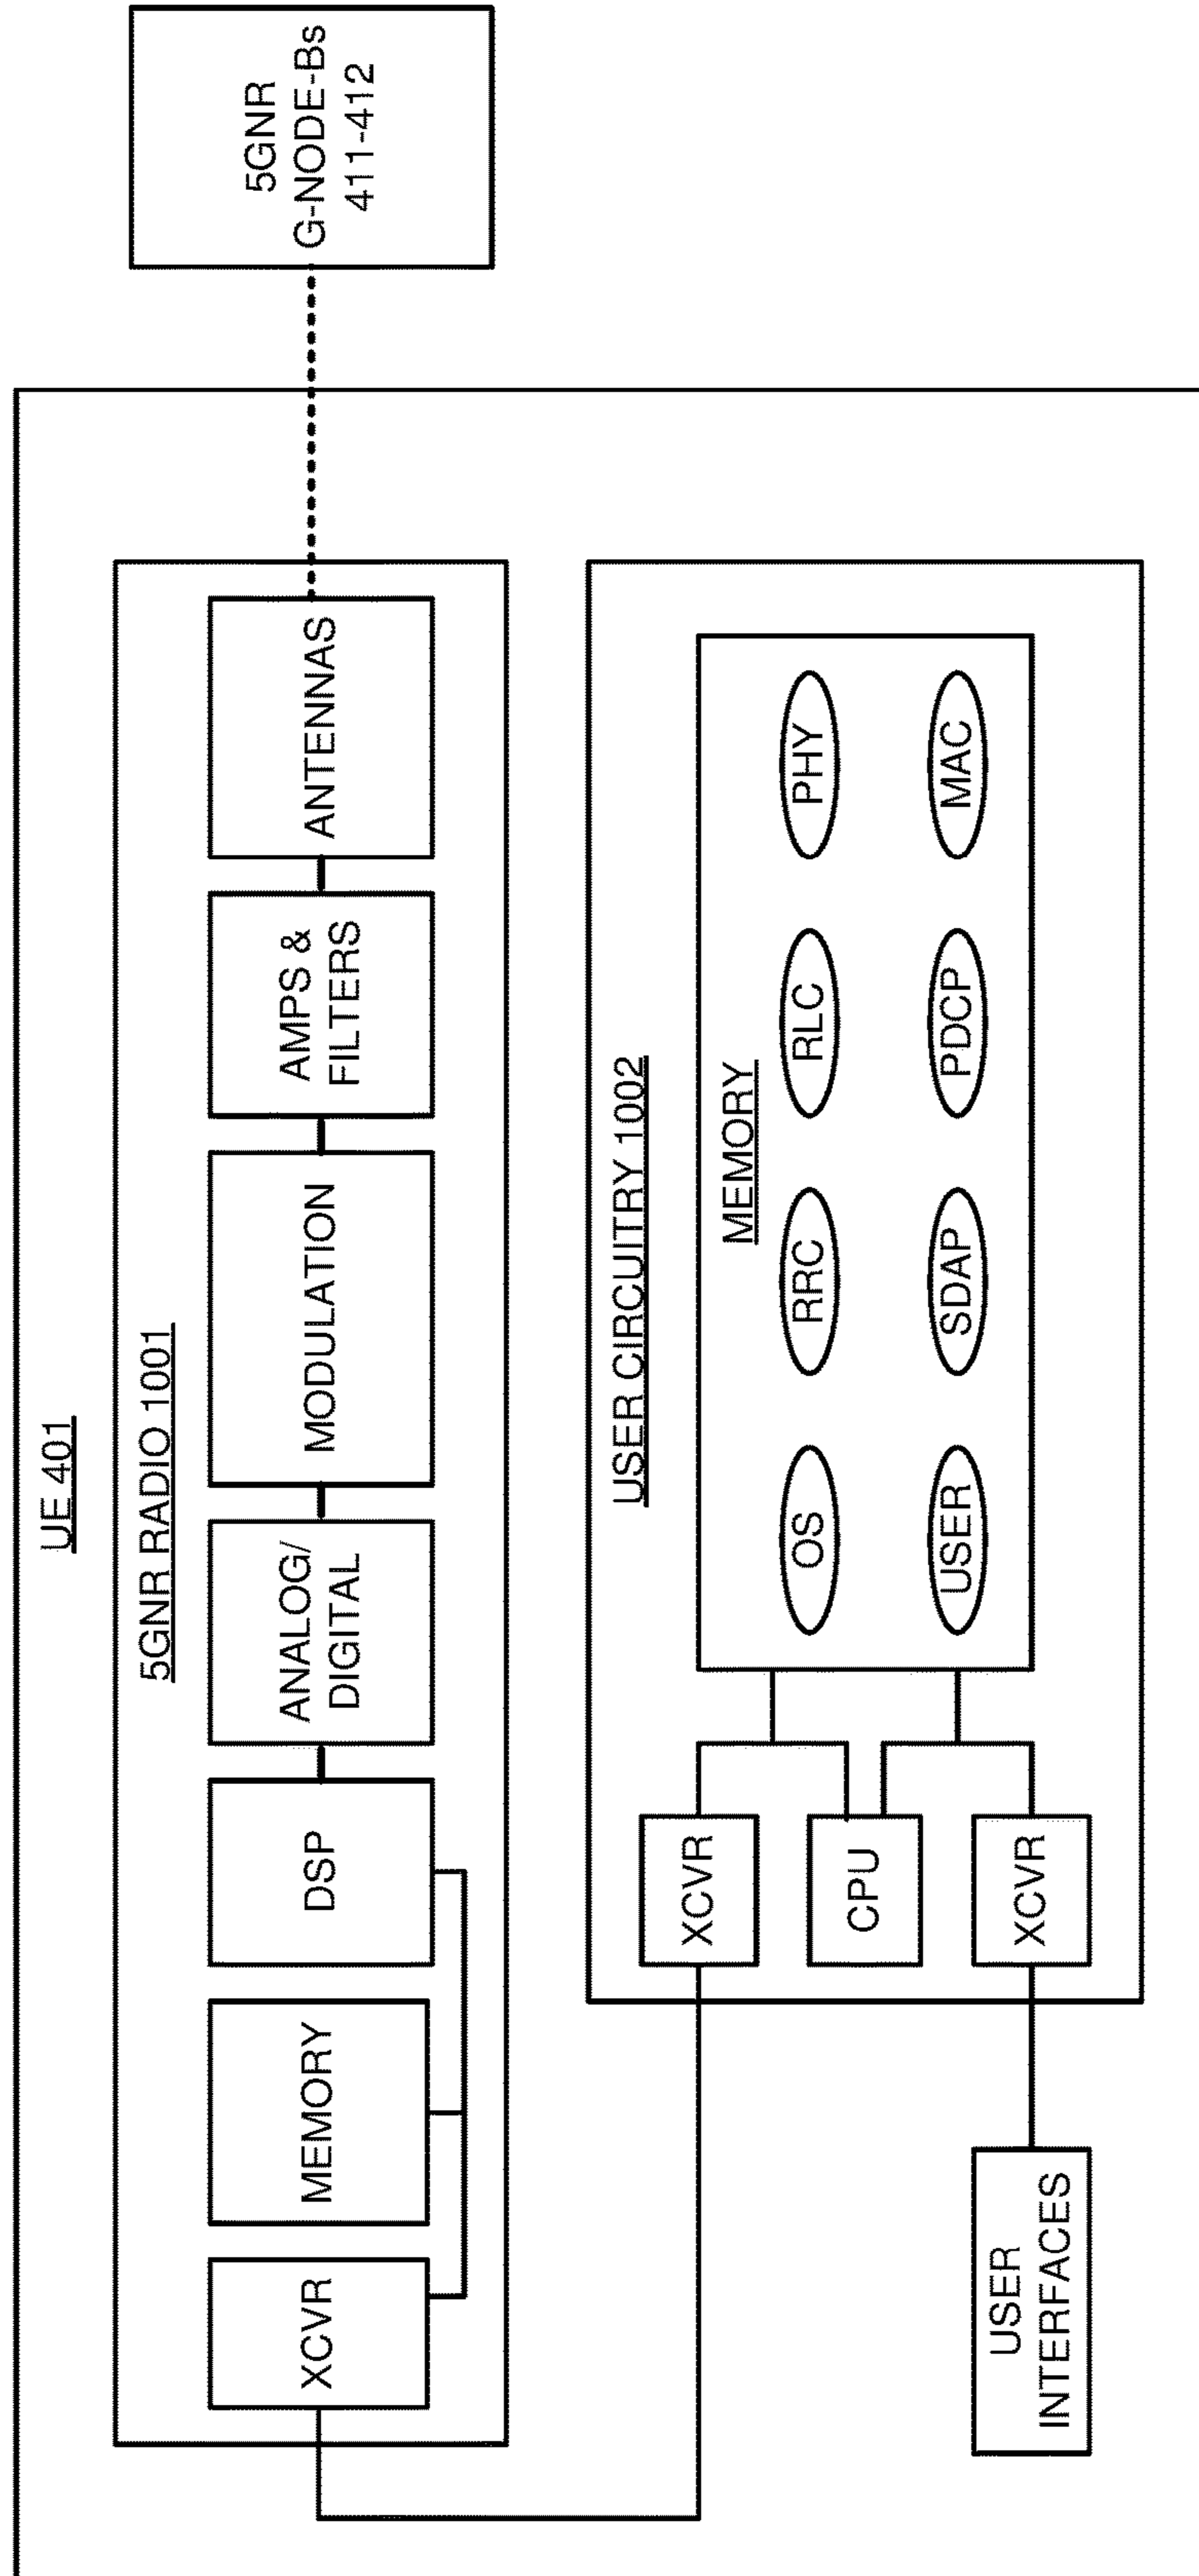 UE 401
5GNR RADIO 1001
XCVR
MEMORY
DSP
ANALOG/
DIGITAL
MODULATION
AMPS &
FILTERS
ANTENNAS
5GNR
G-NODE-Bs
411-412
USER CIRCUITRY 1002
XCVR
CPU
XCVR
MEMORY
OS
RRC
RLC
PHY
USER
SDAP
PDCP
MAC
USER
INTERFACES